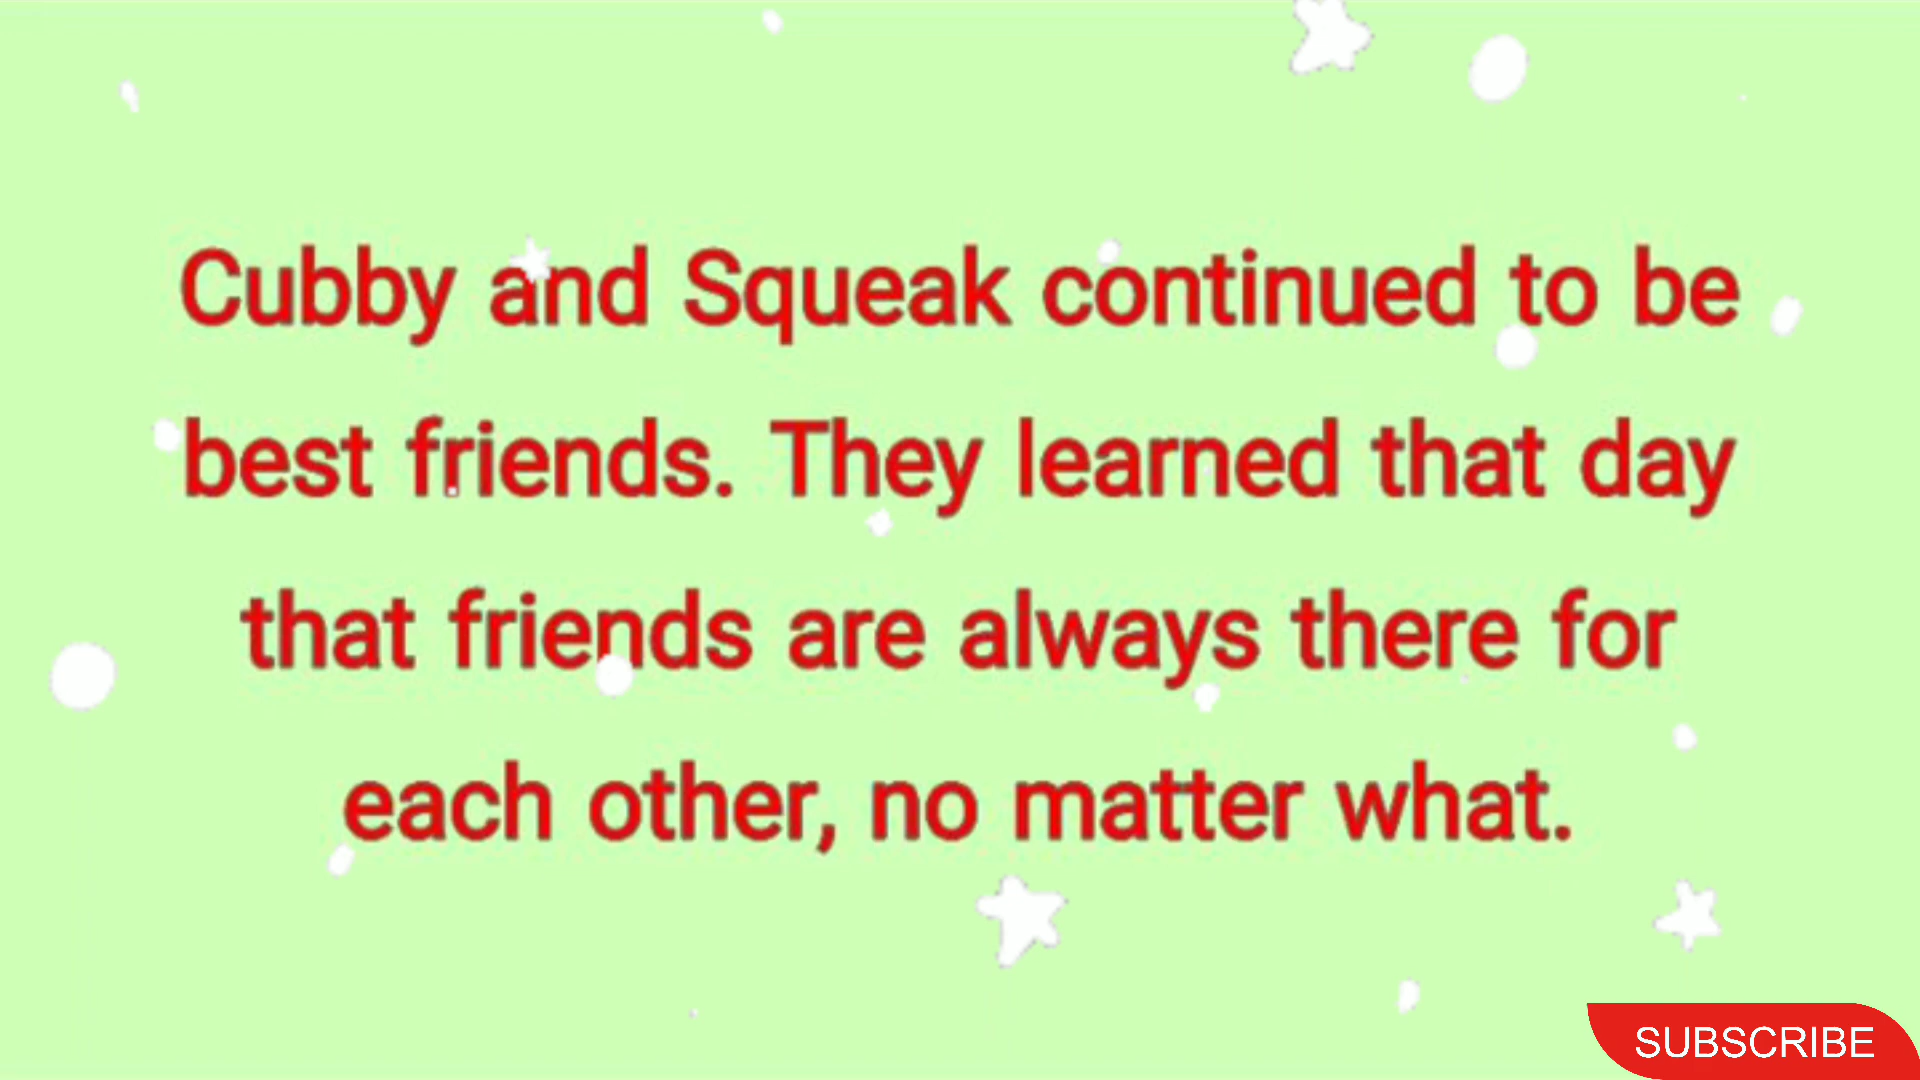 Cubby and Squeak continued to be
best friends. They learned that day
that friends are always there for
each other, no matter what.
SUBSCRIBE